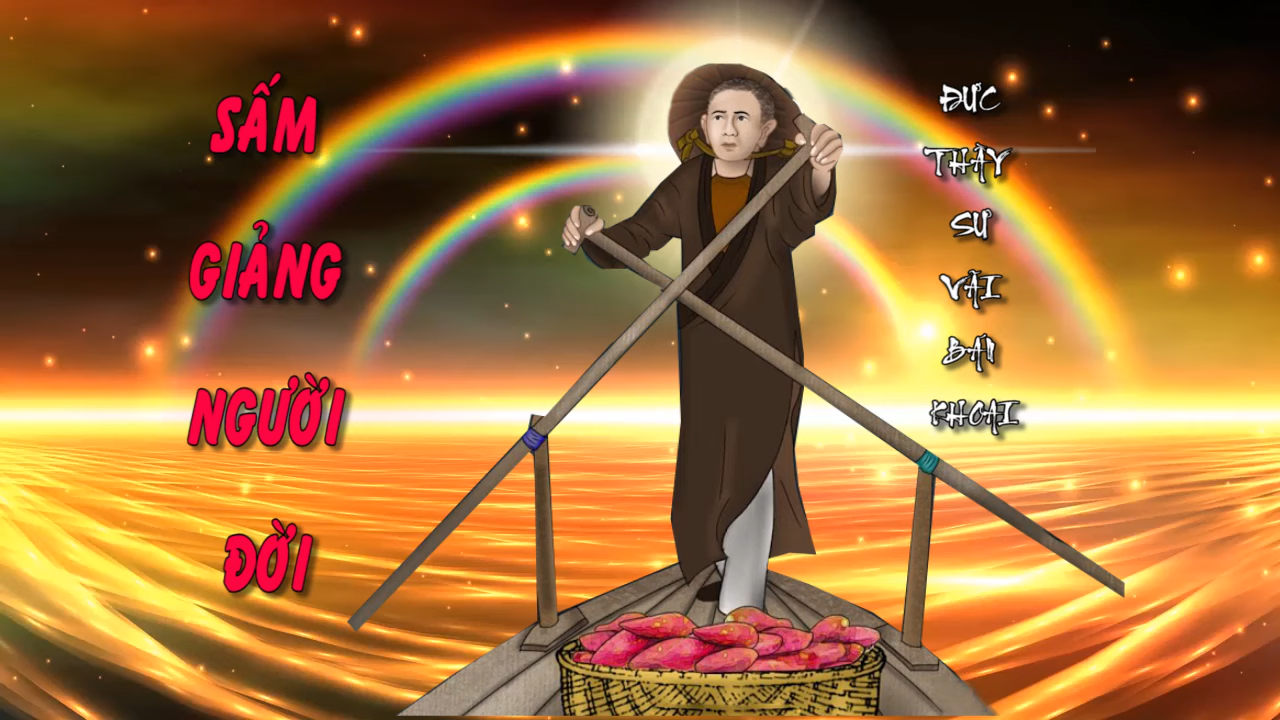 SẤM
GIẢNG
NGƯỜI
ĐỜI
ĐỨC
THẦY
SƯ
VÃI
BÁN
KHOAI